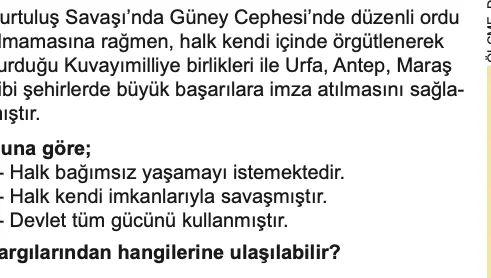 urtuluş Savaşı’nda Güney Cephesi’nde düzenli ordu
lmamasına rağmen, halk kendi içinde örgütlenerek
urduğu Kuvayımilliye birlikleri ile Urfa, Antep, Maraş
ibi şehirlerde büyük başarılara imza atılmasını sağla-
mıştır.
una göre;
- Halk bağımsız yaşamayı istemektedir.
- Halk kendi imkanlarıyla savaşmıştır.
- Devlet tüm gücünü kullanmıştır.
argılarından hangilerine ulaşılabilir?